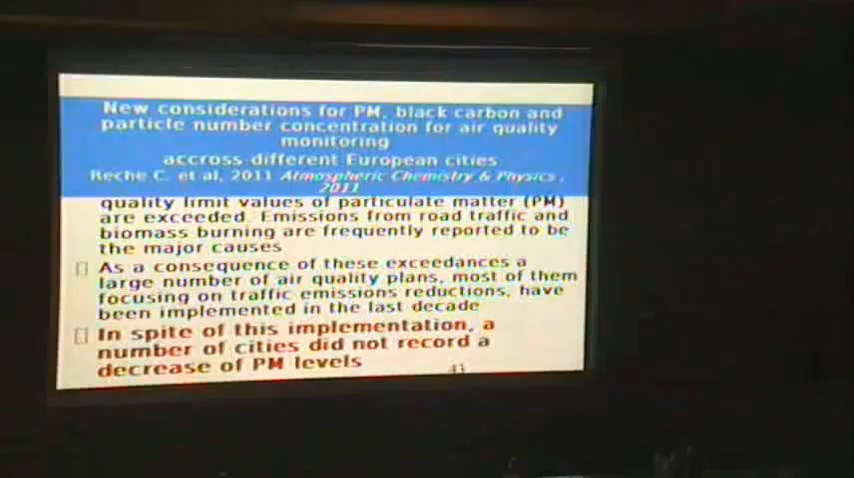 New considerations for PM, black carbon and
particle number concentration for air quality
monitoring
accross different European cities
Reche C. et al, 2011 Atmospheric Chemistry & Physics ,
2011
quality limit values of particulate matter (PM)
are exceeded. Emissions from road traffic and
biomass burning are frequently reported to be
the major causes
As a consequence of these exceedances a
large number of air quality plans, most of them
focusing on traffic emissions reductions, have
been implemented in the last decade
In spite of this implementation, a
number of cities did not record a
decrease of PM levels
43